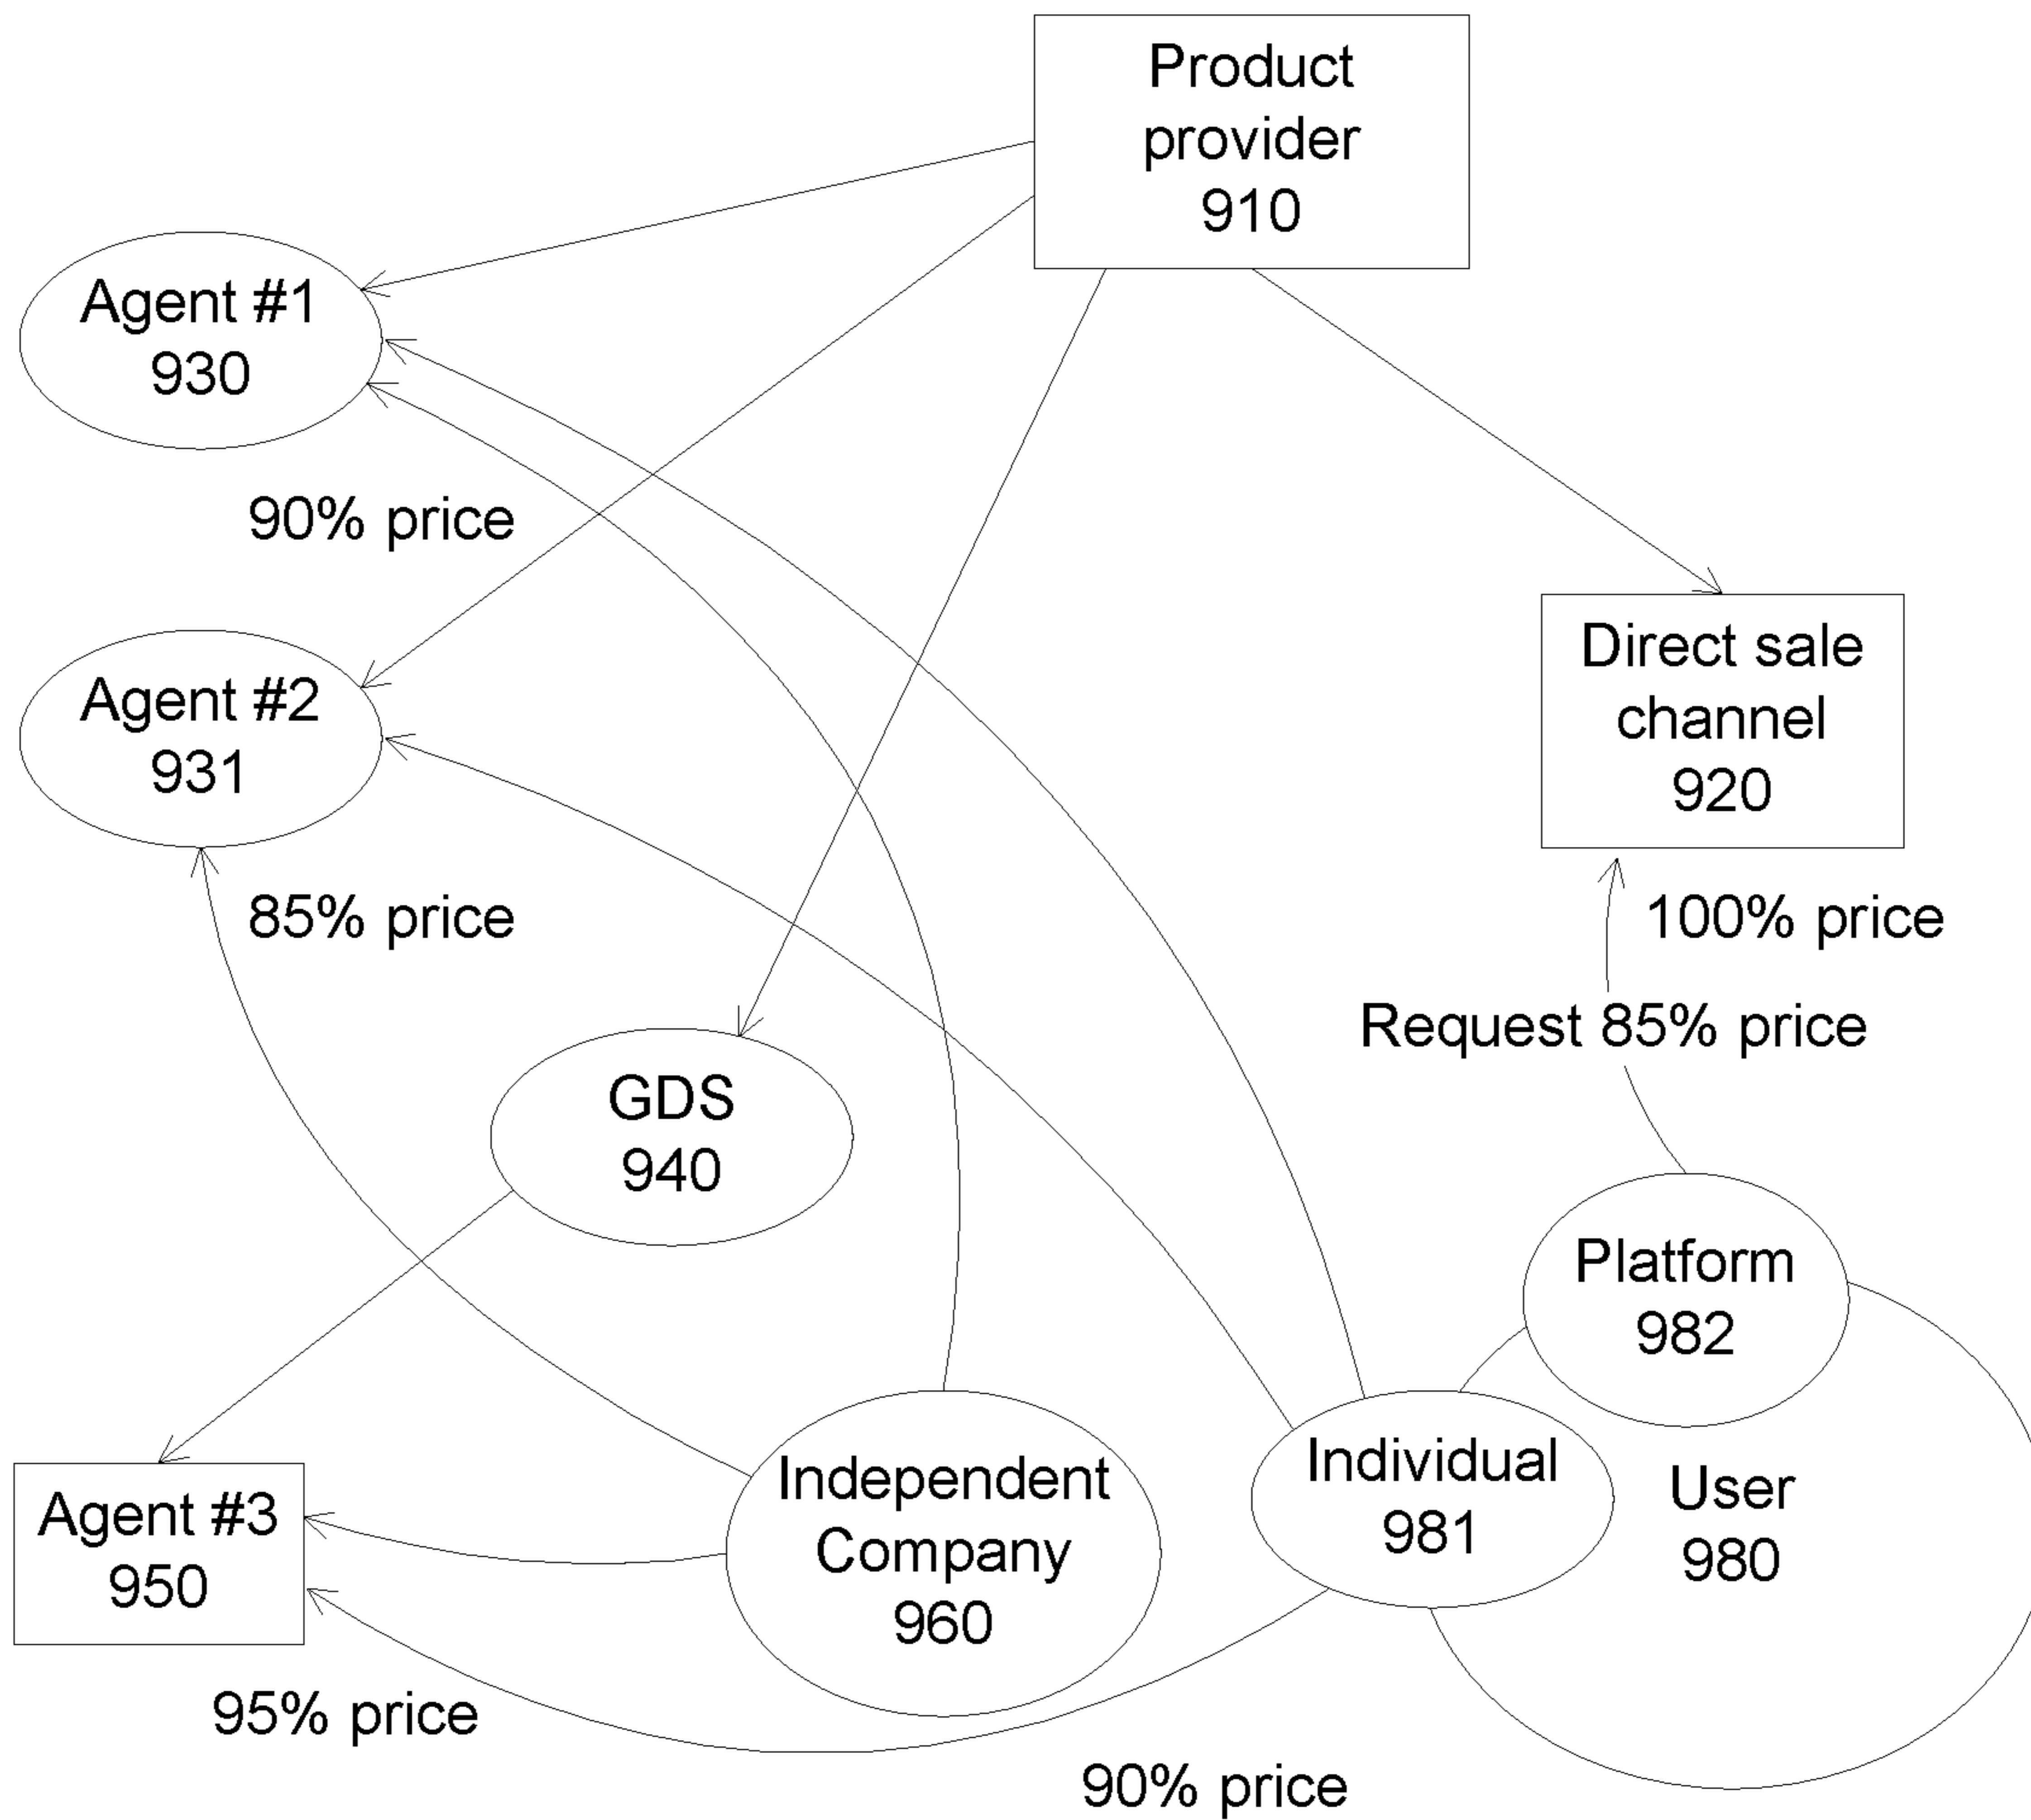 Product
provider
910
Agent #1
930
90% price
Agent #2
931
85% price
Direct sale
channel
920
100% price
Request 85% price
GDS
940
Platform
982
Individual
981
User
980
Independent
Company
960
Agent #3
950
95% price
90% price